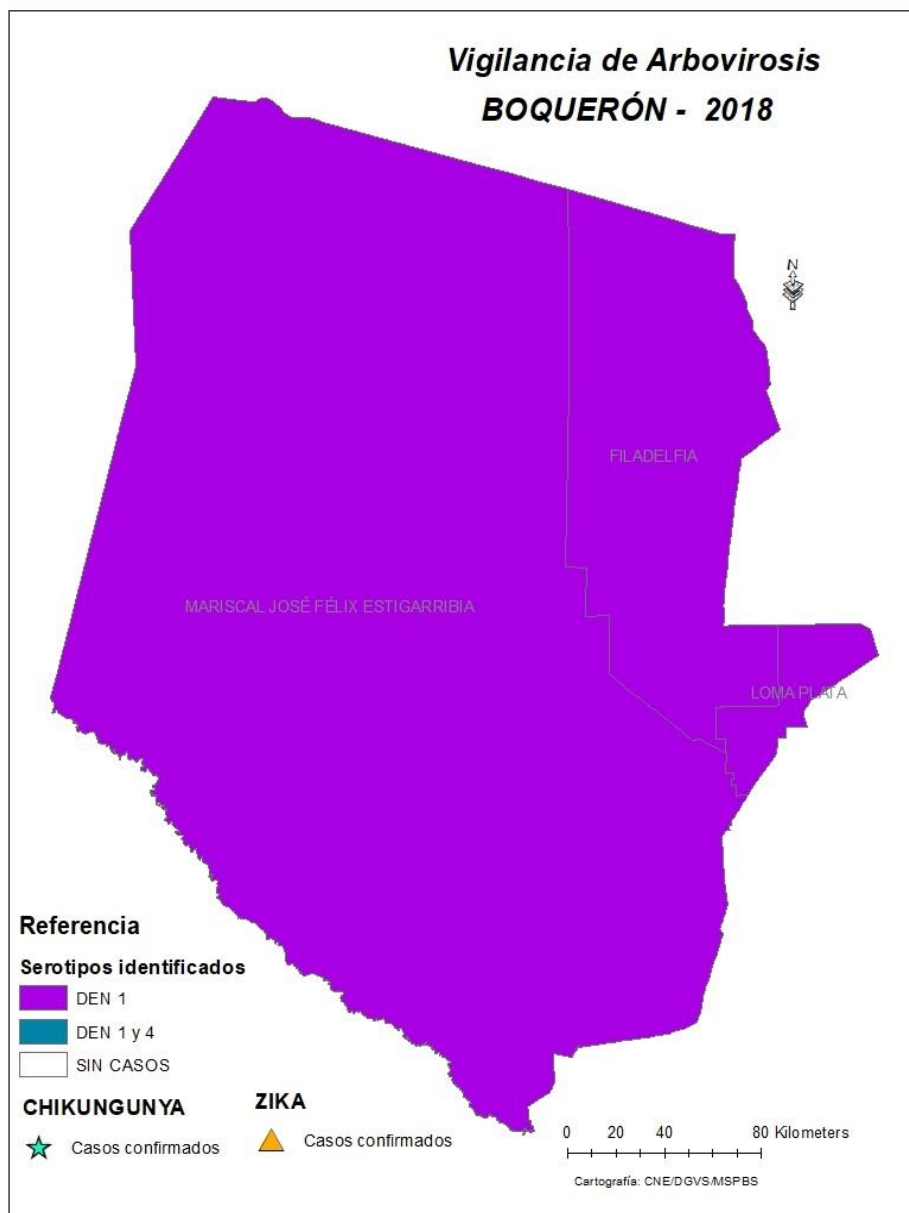 Vigilancia de Arbovirosis
BOQUERÓN - 2018
N
FILADELFIA
MARISCAL JOSÉ FÉLIX ESTIGARRIBIA
LOMA PLATA
Referencia
Serotipos identificados
DEN 1
DEN 1 y 4
SIN CASOS
CHIKUNGUNYA
Casos confirmados
ZIKA
Casos confirmados
0 20 40 80 Kilometers
Cartografía: CNE/DGVS/MSPBS